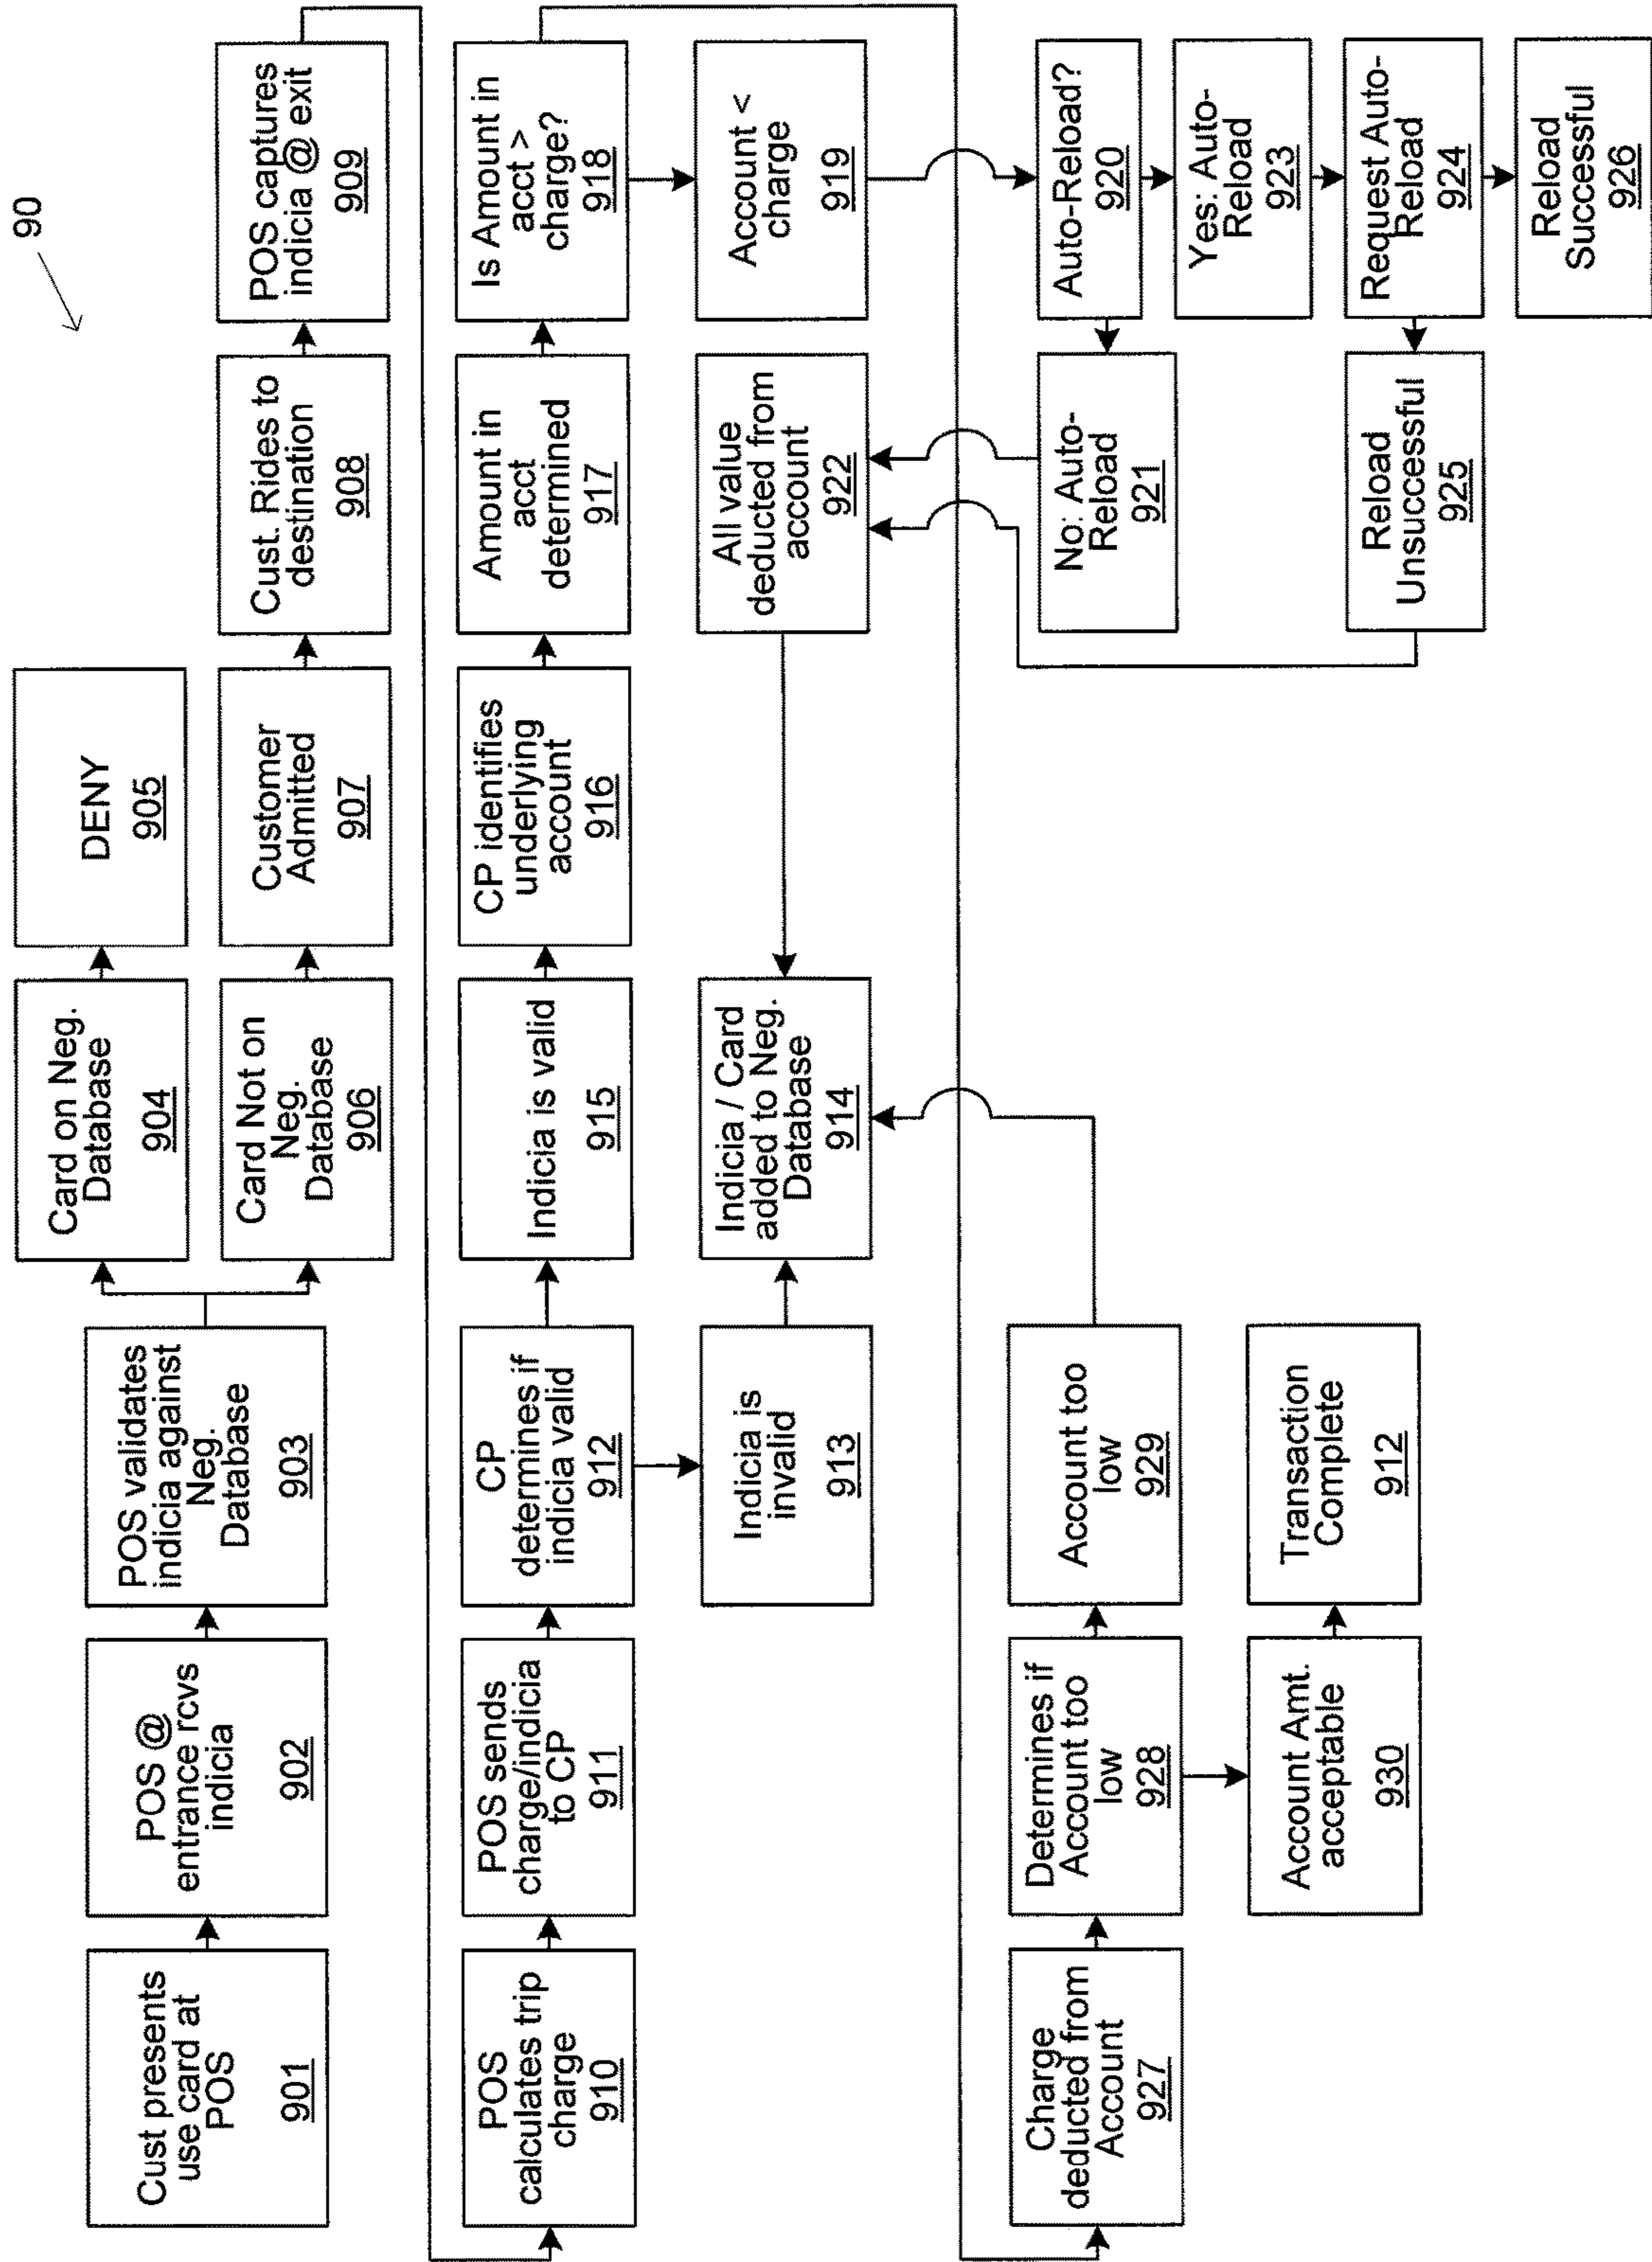 90
Cust presents
use card at
POS
901
POS @
entrance rcvs
indicia
902
POS validates
indicia against
Neg.
Database
903
Card on Neg.
Database
904
DENY
905
Card Not on
Neg.
Database
906
Customer
Admitted
907
Cust. Rides to
destination
908
POS captures
indicia @ exit
909
POS
calculates trip
charge
910
POS sends
charge/indicia
to CP
911
CP
determines if
indicia valid
912
Indicia is valid
915
CP identifies
underlying
account
916
Amount in
acct
determined
917
Is Amount in
acct >
charge?
918
Indicia is
invalid
913
Indicia / Card
added to Neg.
Database
914
All value
deducted from
account
922
Account <
charge
919
Charge
deducted from
Account
927
Determines if
Account too
low
928
Account too
low
929
No: Auto-
Reload
921
Auto-Reload?
920
Yes: Auto-
Reload
923
Account Amt.
acceptable
930
Transaction
Complete
912
Reload
Unsuccessful
925
Request Auto-
Reload
924
Reload
Successful
926